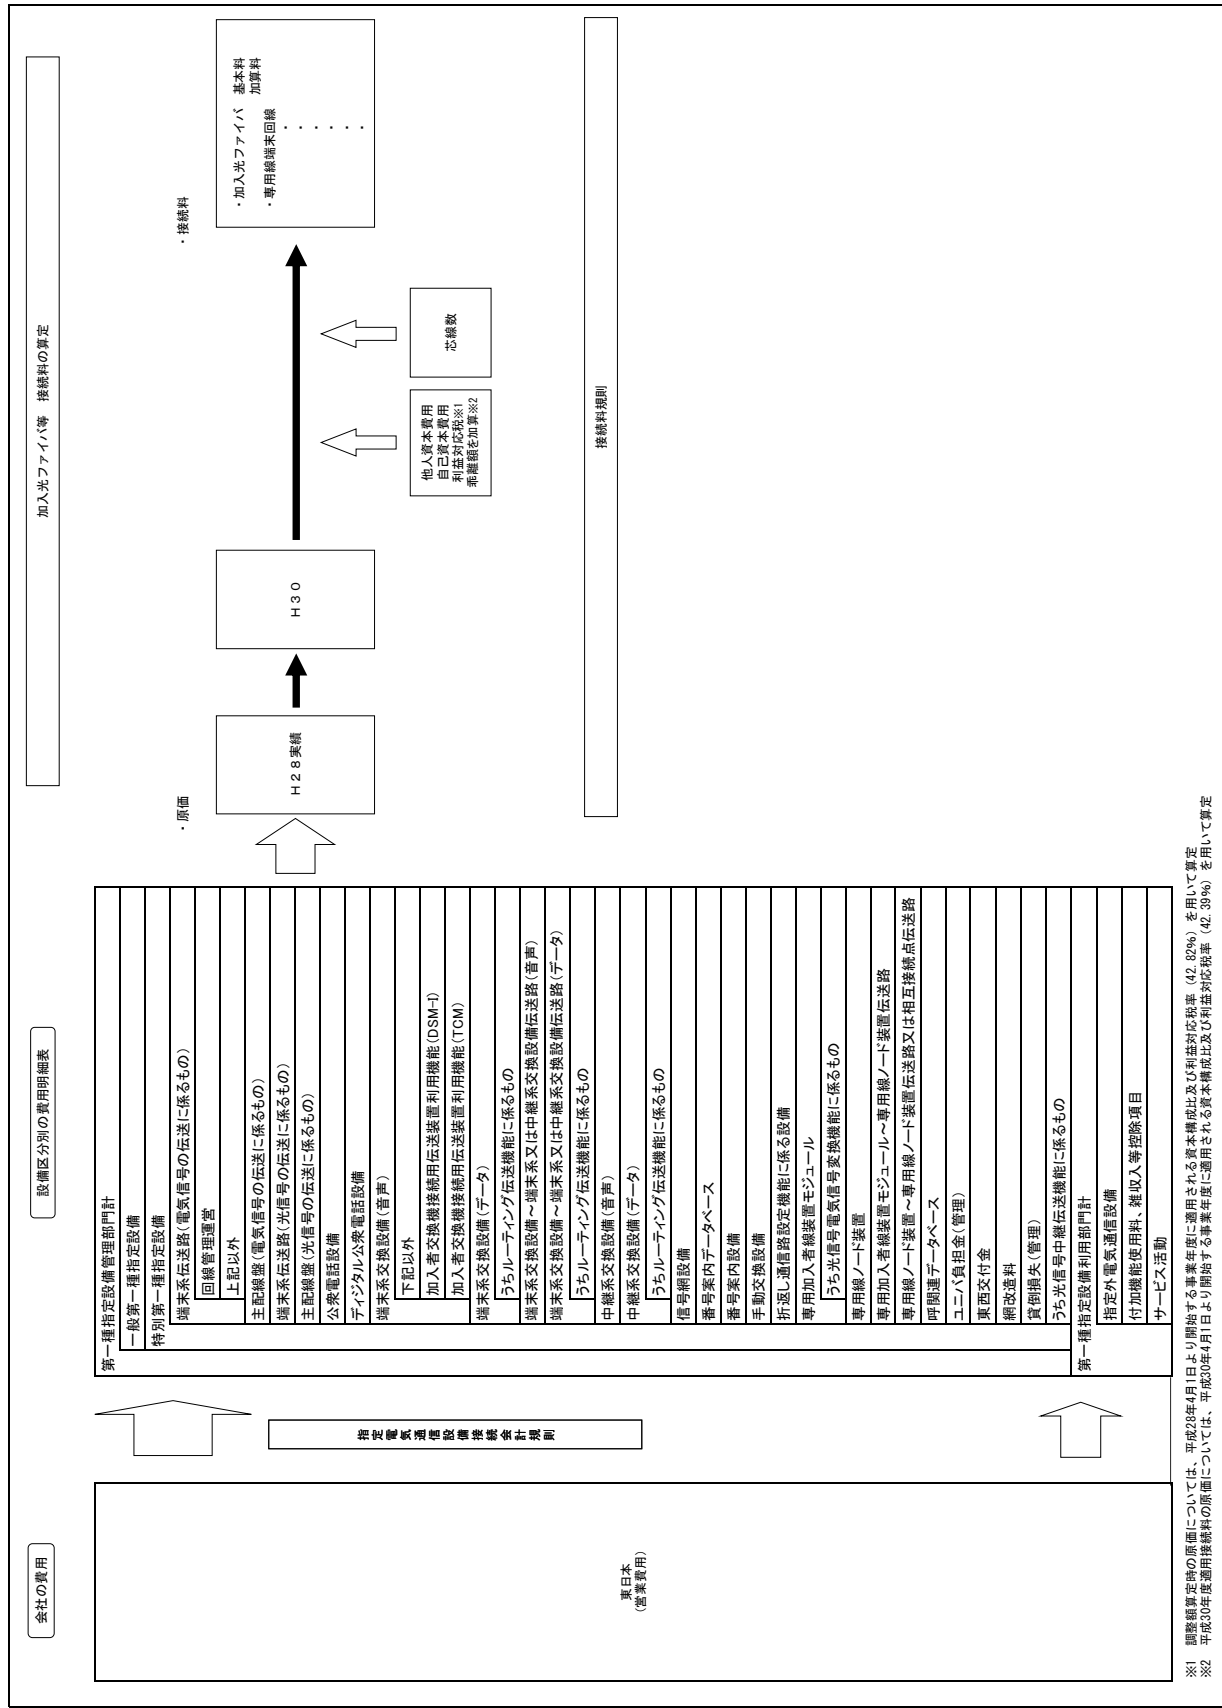 会社の費用
設備区分別の費用明細表
加入光ファイバ等　接続料の算定
東日本
(営業費用)
指定電気通信設備接続会計規則
第一種指定設備管理部門計
一般第一種指定設備
特別第一種指定設備
端末系伝送路(電気信号の伝送に係るもの)
回線管理運営
上記以外
主配線盤(電気信号の伝送に係るもの)
端末系伝送路(光信号の伝送に係るもの)
主配線盤(光信号の伝送に係るもの)
公衆電話設備
ディジタル公衆電話設備
端末系交換設備(音声)
下記以外
加入者交換機接続用伝送装置利用機能(DSM-I)
加入者交換機接続用伝送装置利用機能(TCM)
端末系交換設備(データ)
うちルーティング伝送機能に係るもの
端末系交換設備～端末系又は中継系交換設備伝送路(音声)
端末系交換設備～端末系又は中継系交換設備伝送路(データ)
うちルーティング伝送機能に係るもの
中継系交換設備(音声)
中継系交換設備(データ)
うちルーティング伝送機能に係るもの
信号網設備
番号案内データベース
番号案内設備
手動交換設備
折返し通信路設定機能に係る設備
専用加入者線装置モジュール
うち光信号電気信号変換機能に係るもの
専用線ノード装置
専用加入者線装置モジュール～専用線ノード装置伝送路
専用線ノード装置～専用線ノード装置伝送路又は相互接続点伝送路
呼関連データベース
ユニバ負担金(管理)
東西交付金
網改造料
貸倒損失(管理)
うち光信号中継伝送機能に係るもの
第一種指定設備利用部門計
指定外電気通信設備
付加機能使用料、雑収入等控除項目
サービス活動
・原価
H28実績
H30
他人資本費用
自己資本費用
利益対応税※1
乖離額を加算※2
芯線数
・接続料
・加入光ファイバ　基本料
加算料
・専用線端末回線
・
・
・
・
・
・
接続料規則
※1　調整額算定時の原価については、平成28年4月1日より開始する事業年度に適用される資本構成比及び利益対応税率（42.82%）を用いて算定
※2　平成30年度適用接続料の原価については、平成30年4月1日より開始する事業年度に適用される資本構成比及び利益対応税率（42.39%）を用いて算定